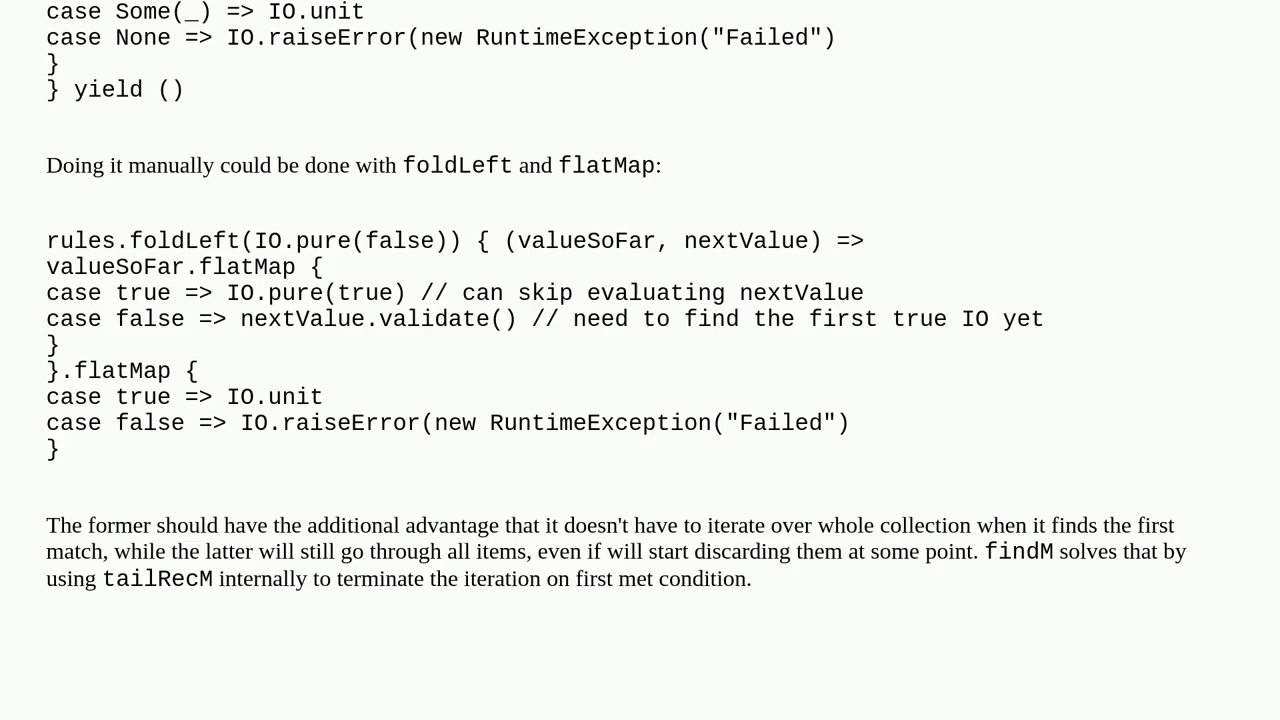 case Some(_) => IO.unit
case None => IO.raiseError(new RuntimeException("Failed")
}
} yield ()
Doing it manually could be done with foldLeft and flatMap:
rules.foldLeft(IO.pure(false)) { (valueSoFar, nextValue) =>
valueSoFar.flatMap {
case true => IO.pure(true) // can skip evaluating nextValue
case false => nextValue.validate() // need to find the first true IO yet
}
}.flatMap {
case true => IO.unit
case false => IO.raiseError(new RuntimeException("Failed")
}
The former should have the additional advantage that it doesn't have to iterate over whole collection when it finds the first
match, while the latter will still go through all items, even if will start discarding them at some point. findM solves that by
using tailRecM internally to terminate the iteration on first met condition.